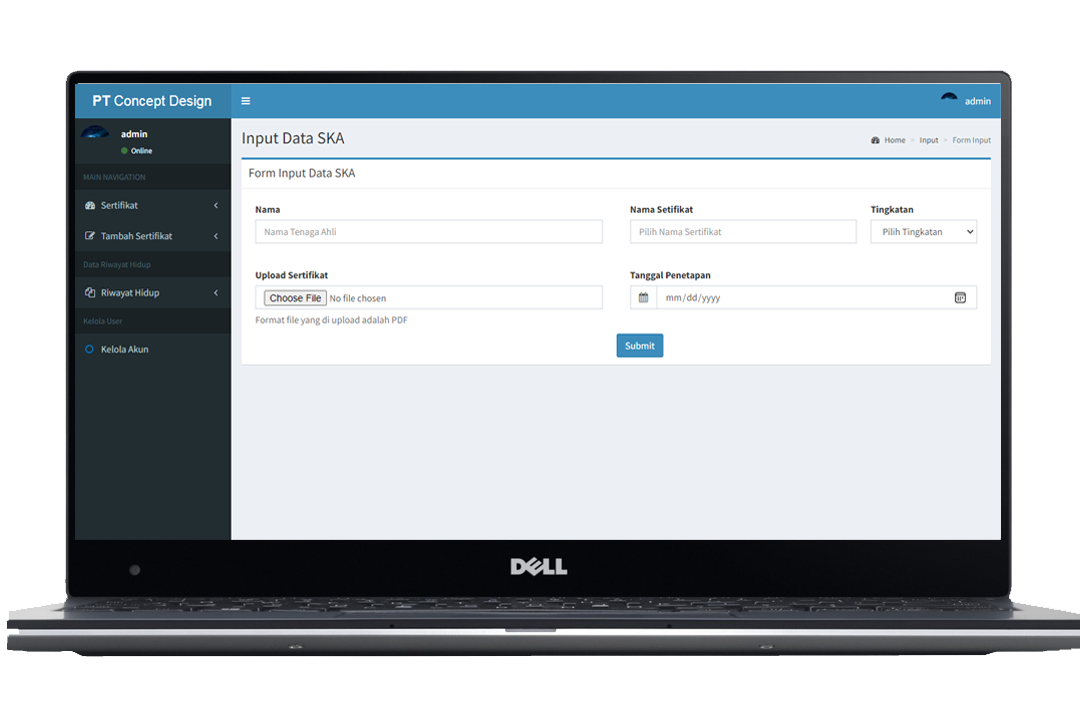 PT Concept Design
admin
admin
Online
Input Data SKA
Home > Input > Form Input
MAIN NAVIGATION
Sertifikat
Tambah Sertifikat
Data Riwayat Hidup
Riwayat Hidup
Kelola User
Kelola Akun
Form Input Data SKA
Nama
Nama Tenaga Ahli
Nama Setifikat
Pilih Nama Sertifikat
Tingkatan
Pilih Tingkatan
Upload Sertifikat
Choose File No file chosen
Format file yang di upload adalah PDF
Tanggal Penetapan
mm/dd/yyyy
Submit
DELL